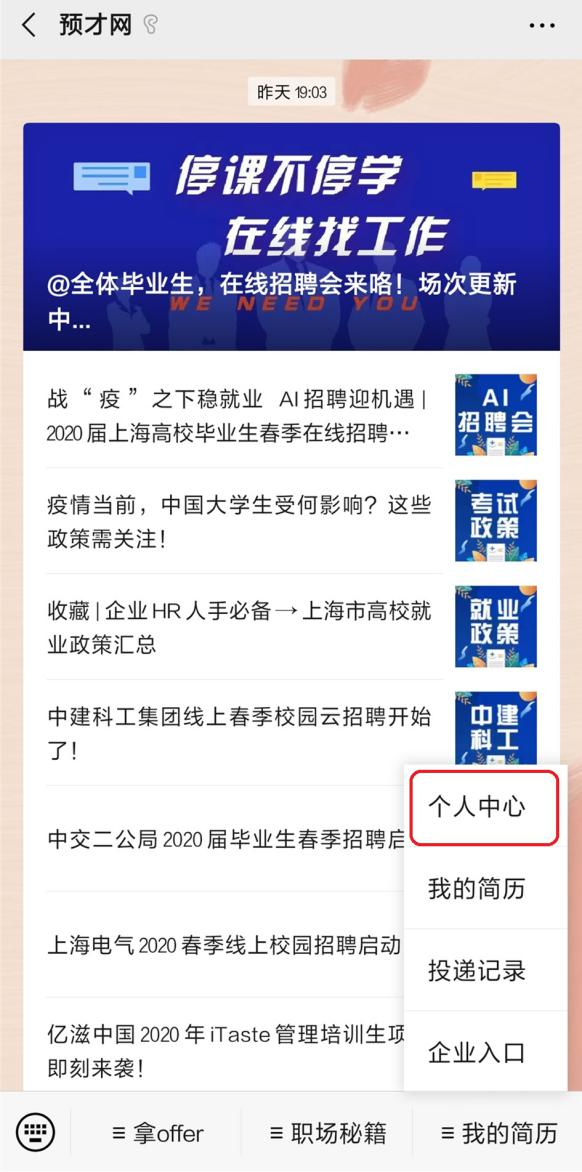 预才网
昨天 19:03
停课不停学
在线找工作
WE NEED YOU
@全体毕业生，在线招聘会来咯！场次更新
中...
战“疫”之下稳就业 AI招聘迎机遇 |
2020届上海高校毕业生春季在线招聘…
AI
招聘会
疫情当前，中国大学生受何影响？这些
政策需关注！
考试
政策
收藏 | 企业HR人手必备→上海市高校就
业政策汇总
就业
政策
中建科工集团线上春季校园云招聘开始
了！
中建
科工
中交二公局2020届毕业生春季招聘启
上海电气2020春季线上校园招聘启动
亿滋中国2020年iTaste管理培训生项
即刻来袭！
个人中心
我的简历
投递记录
企业入口
拿offer
职场秘籍
我的简历